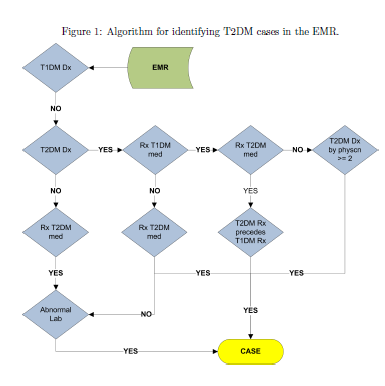 Figure 1: Algorithm for identifying T2DM cases in the EMR.
T1DM Dx
EMR
NO
T2DM Dx
YES
Rx T1DM
med
YES
Rx T2DM
med
NO
T2DM Dx
by physcn
>= 2
NO
NO
YES
Rx T2DM
med
Rx T2DM
med
T2DM Rx
precedes
T1DM Rx
YES
YES
YES
Abnormal
Lab
NO
YES
YES
CASE